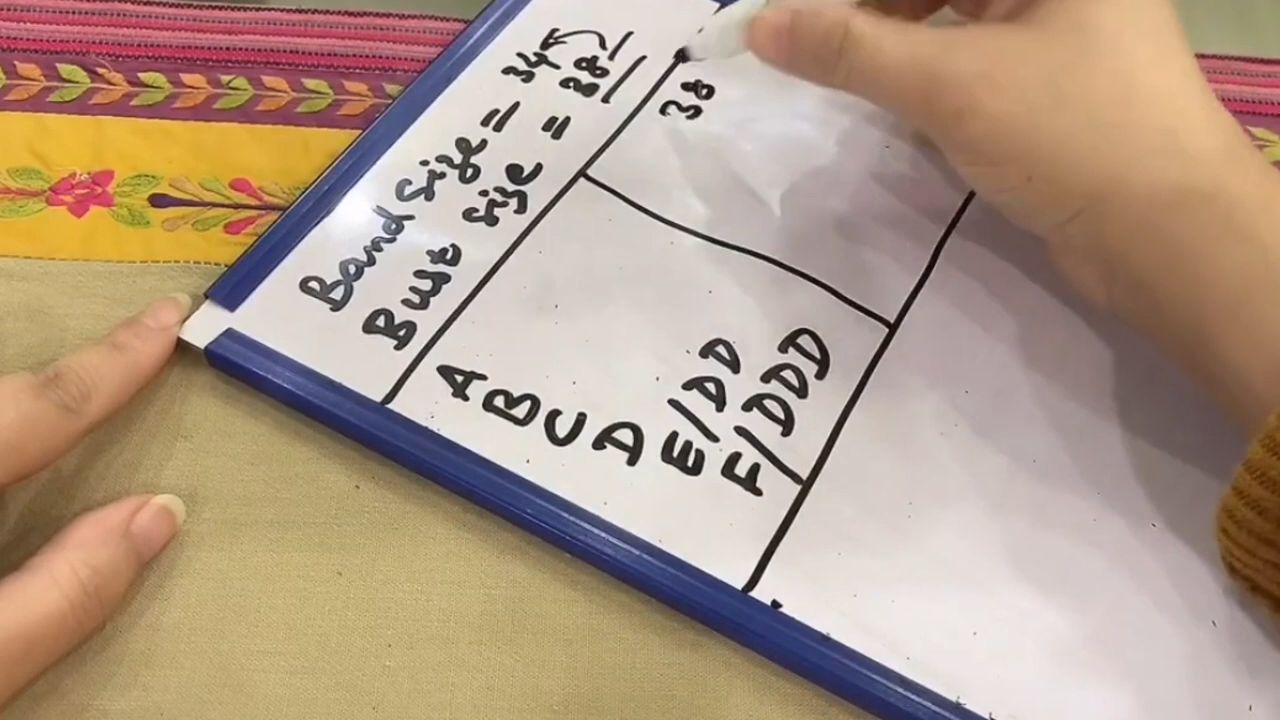 Band size = 34
Bust size = 38
38
A
B
C
D
E/DD
F/DDD